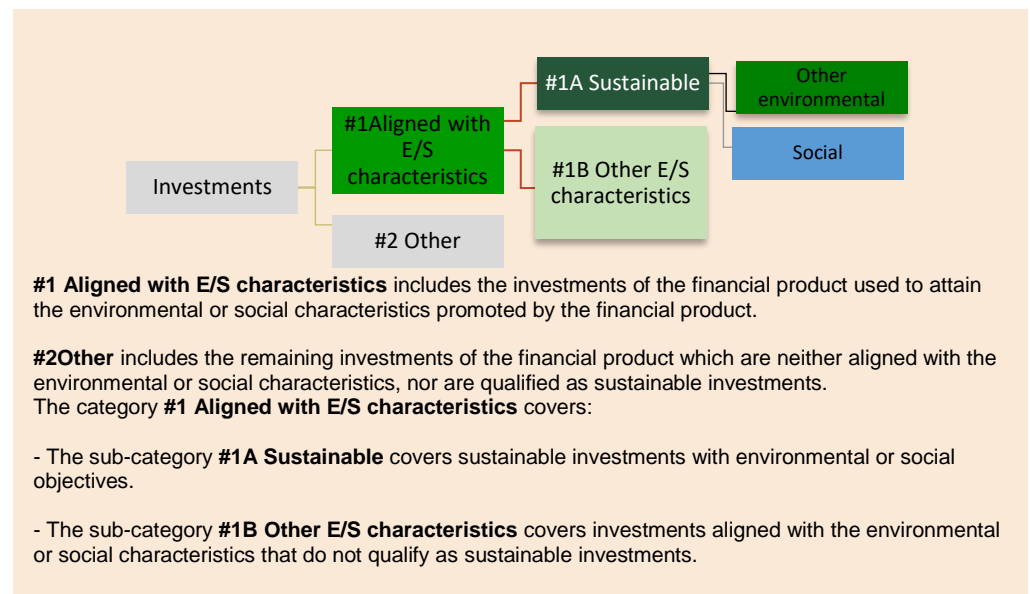 #1A Sustainable
Other
environmental
#1Aligned with
E/S
characteristics
Social
#1B Other E/S
characteristics
Investments
#2 Other
#1 Aligned with E/S characteristics includes the investments of the financial product used to attain
the environmental or social characteristics promoted by the financial product.
#2Other includes the remaining investments of the financial product which are neither aligned with the
environmental or social characteristics, nor are qualified as sustainable investments.
The category #1 Aligned with E/S characteristics covers:
- The sub-category #1A Sustainable covers sustainable investments with environmental or social
objectives.
- The sub-category #1B Other E/S characteristics covers investments aligned with the environmental
or social characteristics that do not qualify as sustainable investments.